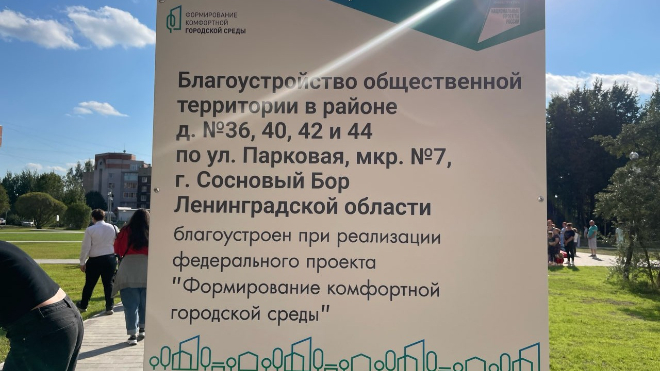 ФОРМИРОВАНИЕ
КОМФОРТНОЙ
ГОРОДСКОЙ СРЕДЫ
Благоустройство общественной
территории в районе
д. №36, 40, 42 и 44
по ул. Парковая, мкр. №7,
г. Сосновый Бор
Ленинградской области
благоустроен при реализации
федерального проекта
"Формирование комфортной
городской среды"